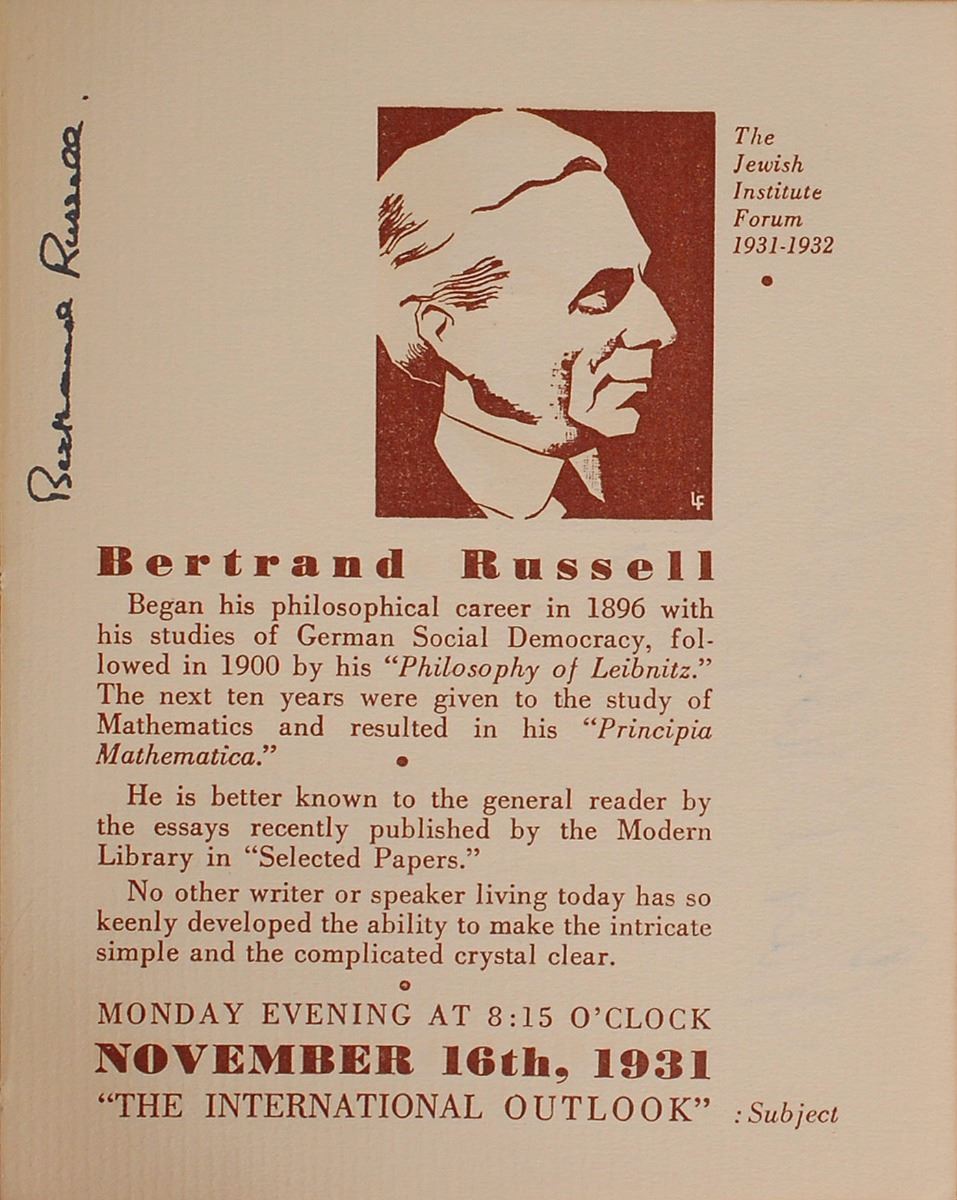 Bertrand Russell.
The
Jewish
Institute
Forum
1931-1932
LF
Bertrand Russell
Began his philosophical career in 1896 with
his studies of German Social Democracy, fol-
lowed in 1900 by his “Philosophy of Leibnitz.”
The next ten years were given to the study of
Mathematics and resulted in his “Principia
Mathematica.”
He is better known to the general reader by
the essays recently published by the Modern
Library in “Selected Papers.”
No other writer or speaker living today has so
keenly developed the ability to make the intricate
simple and the complicated crystal clear.
MONDAY EVENING AT 8:15 O’CLOCK
NOVEMBER 16th, 1931
“THE INTERNATIONAL OUTLOOK” : Subject